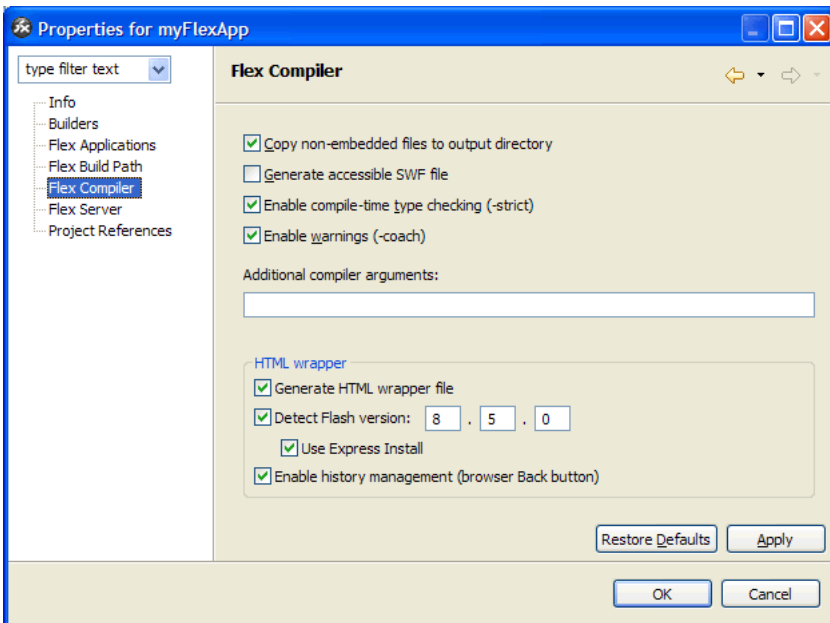 Properties for myFlexApp
type filter text
Info
Builders
Flex Applications
Flex Build Path
Flex Compiler
Flex Server
Project References
Flex Compiler
Copy non-embedded files to output directory
Generate accessible SWF file
Enable compile-time type checking (-strict)
Enable warnings (-coach)
Additional compiler arguments:
HTML wrapper
Generate HTML wrapper file
Detect Flash version: 8 . 5 . 0
Use Express Install
Enable history management (browser Back button)
Restore Defaults Apply
OK Cancel